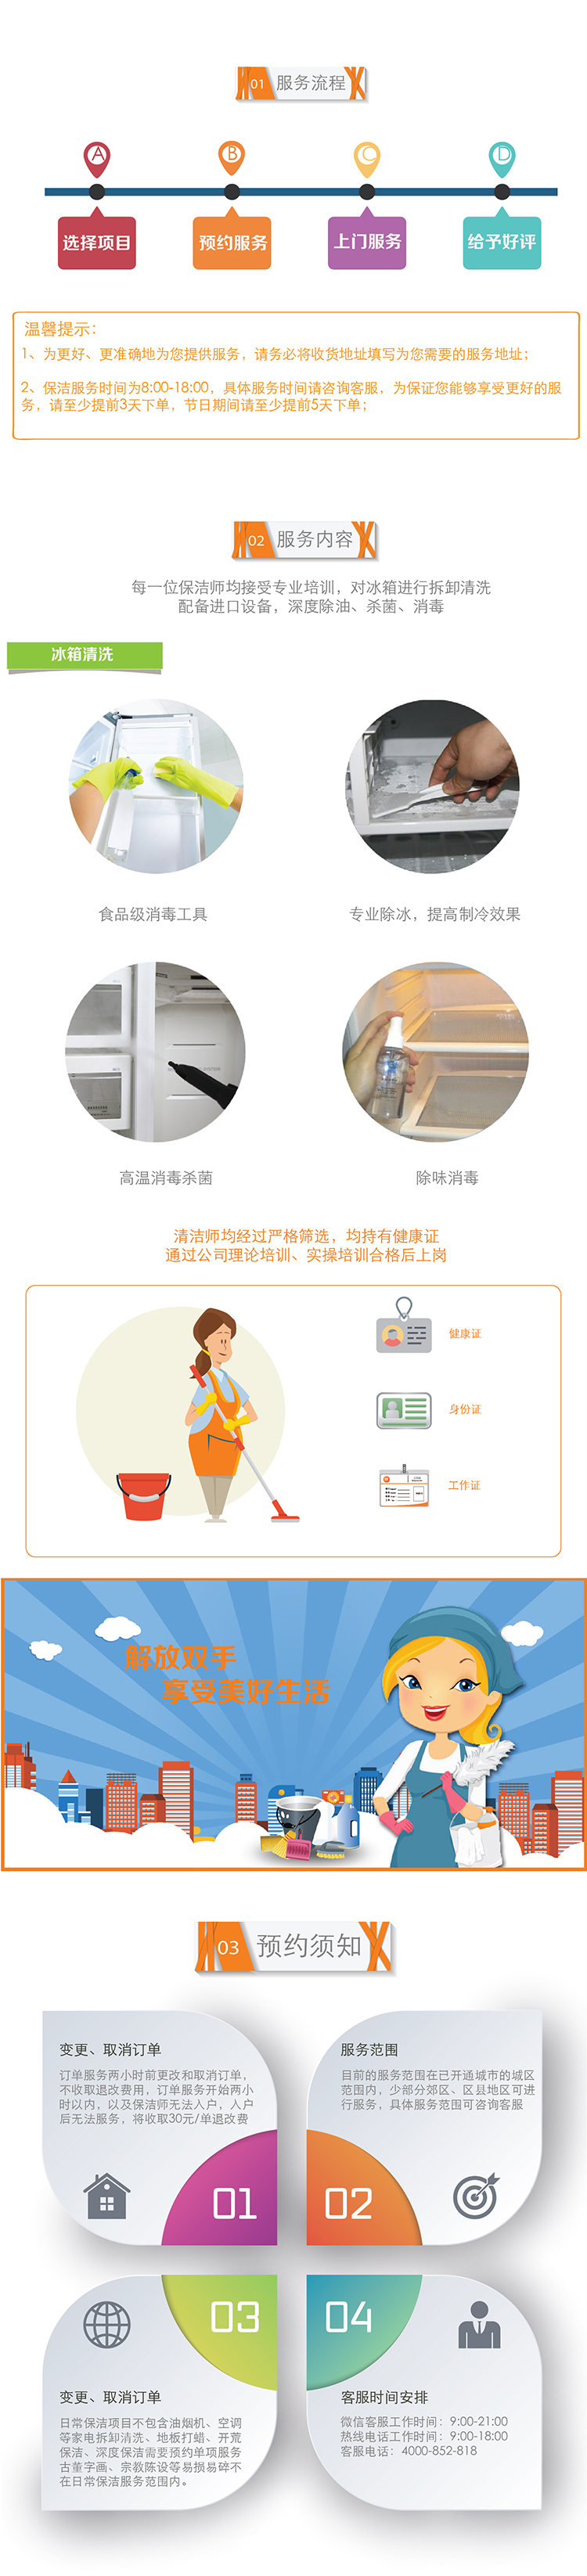 01 服务流程
A
B
C
D
选择项目
预约服务
上门服务
给予好评
温馨提示：
1、为更好、更准确地为您提供服务，请务必将收货地址填写为您需要的服务地址；
2、保洁服务时间为8:00-18:00，具体服务时间请咨询客服，为保证您能够享受更好的服
务，请至少提前3天下单，节日期间请至少提前5天下单；
02 服务内容
每一位保洁师均接受专业培训，对冰箱进行拆卸清洗
配备进口设备，深度除油、杀菌、消毒
冰箱清洗
食品级消毒工具
专业除冰，提高制冷效果
高温消毒杀菌
除味消毒
清洁师均经过严格筛选，均持有健康证
通过公司理论培训、实操培训合格后上岗
健康证
身份证
工作证
解放双手
享受美好生活
03 预约须知
变更、取消订单
订单服务两小时前更改和取消订单，
不收取退改费用，订单服务开始两小
时以内，以及保洁师无法入户，入户
后无法服务，将收取30元/单退改费
01
服务范围
目前的服务范围在已开通城市的城区
范围内，少部分郊区、区县地区可进
行服务，具体服务范围可咨询客服
02
03
变更、取消订单
日常保洁项目不包含油烟机、空调
等家电拆卸清洗、地板打蜡、开荒
保洁、深度保洁需要预约单项服务
古董字画、宗教陈设等易损易碎不
在日常保洁服务范围内。
04
客服时间安排
微信客服工作时间：9:00-21:00
热线电话工作时间：9:00-18:00
客服电话：4000-852-818